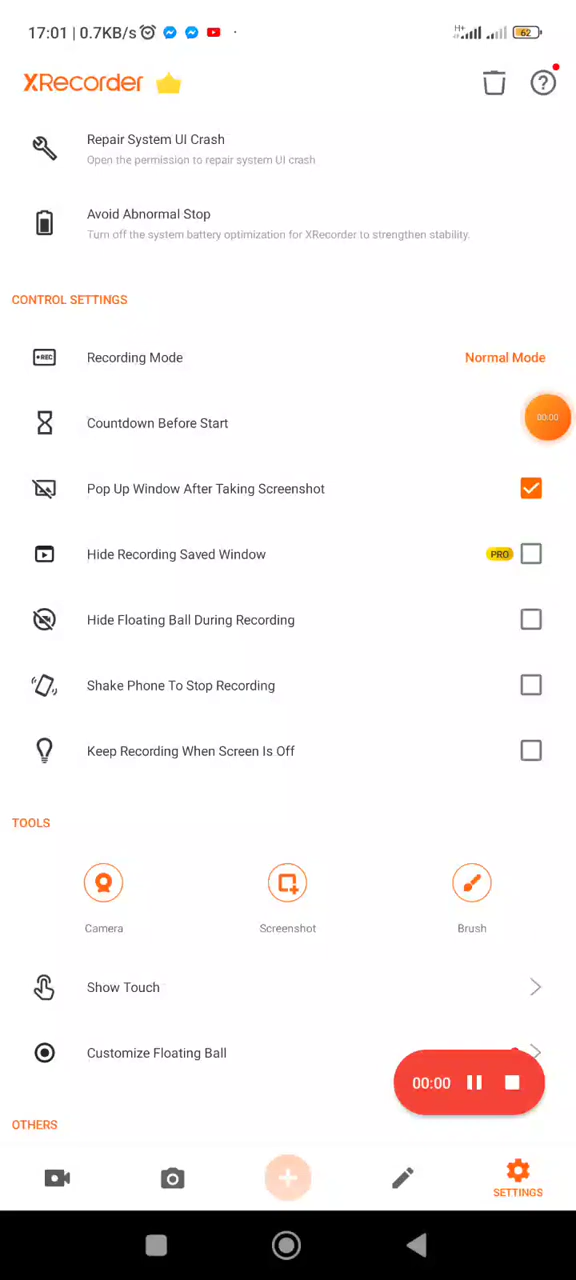 17:01 | 0.7KB/s
H+
62
XRecorder
Repair System UI Crash
Open the permission to repair system UI crash
Avoid Abnormal Stop
Turn off the system battery optimization for XRecorder to strengthen stability.
CONTROL SETTINGS
REC
Recording Mode
Normal Mode
Countdown Before Start
00:00
Pop Up Window After Taking Screenshot
Hide Recording Saved Window
PRO
Hide Floating Ball During Recording
Shake Phone To Stop Recording
Keep Recording When Screen Is Off
TOOLS
Camera
Screenshot
Brush
Show Touch
Customize Floating Ball
00:00
OTHERS
SETTINGS